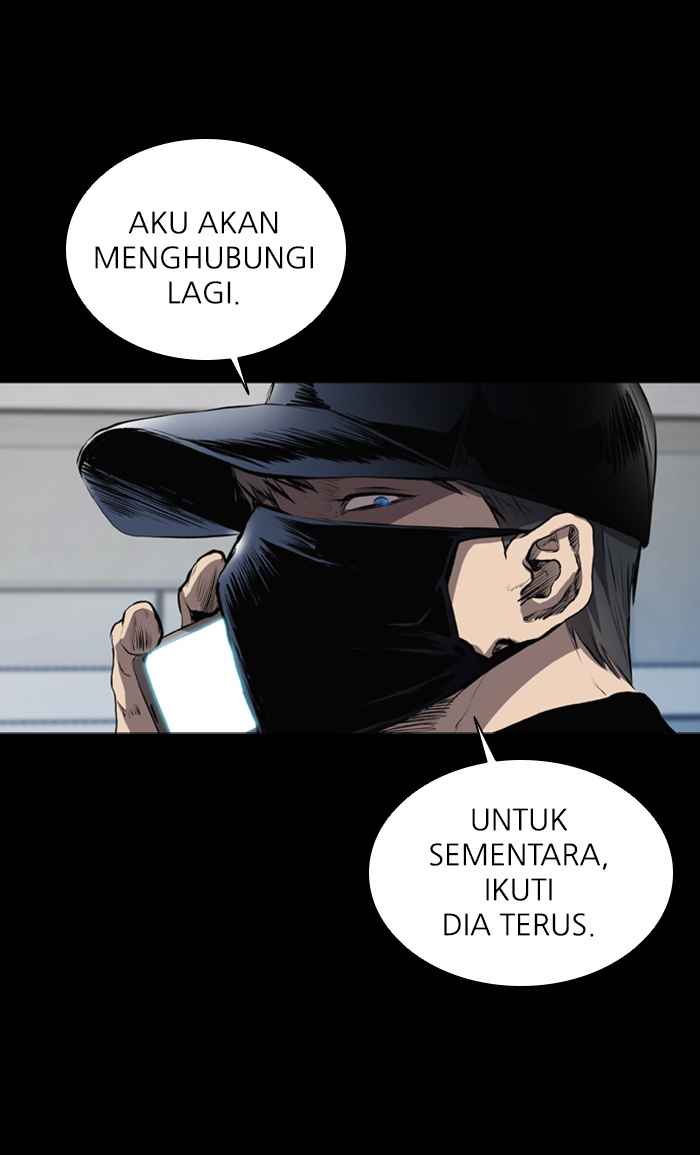 AKU AKAN
MENGHUBUNGI
LAGI.
UNTUK
SEMENTARA,
IKUTI
DIA TERUS.